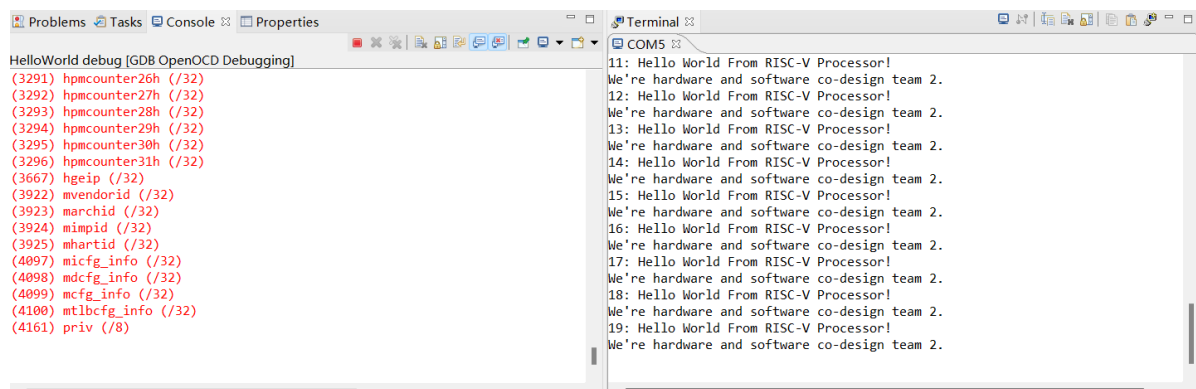 Problems Tasks Console Properties
HelloWorld debug [GDB OpenOCD Debugging]
(3291) hpmcounter26h (/32)
(3292) hpmcounter27h (/32)
(3293) hpmcounter28h (/32)
(3294) hpmcounter29h (/32)
(3295) hpmcounter30h (/32)
(3296) hpmcounter31h (/32)
(3667) hgeip (/32)
(3922) mvendorid (/32)
(3923) marchid (/32)
(3924) mimpid (/32)
(3925) mhartid (/32)
(4097) micfg_info (/32)
(4098) mdcfg_info (/32)
(4099) mcfg_info (/32)
(4100) mtlbcfg_info (/32)
(4161) priv (/8)
Terminal
COM5
11: Hello World From RISC-V Processor!
We're hardware and software co-design team 2.
12: Hello World From RISC-V Processor!
We're hardware and software co-design team 2.
13: Hello World From RISC-V Processor!
We're hardware and software co-design team 2.
14: Hello World From RISC-V Processor!
We're hardware and software co-design team 2.
15: Hello World From RISC-V Processor!
We're hardware and software co-design team 2.
16: Hello World From RISC-V Processor!
We're hardware and software co-design team 2.
17: Hello World From RISC-V Processor!
We're hardware and software co-design team 2.
18: Hello World From RISC-V Processor!
We're hardware and software co-design team 2.
19: Hello World From RISC-V Processor!
We're hardware and software co-design team 2.